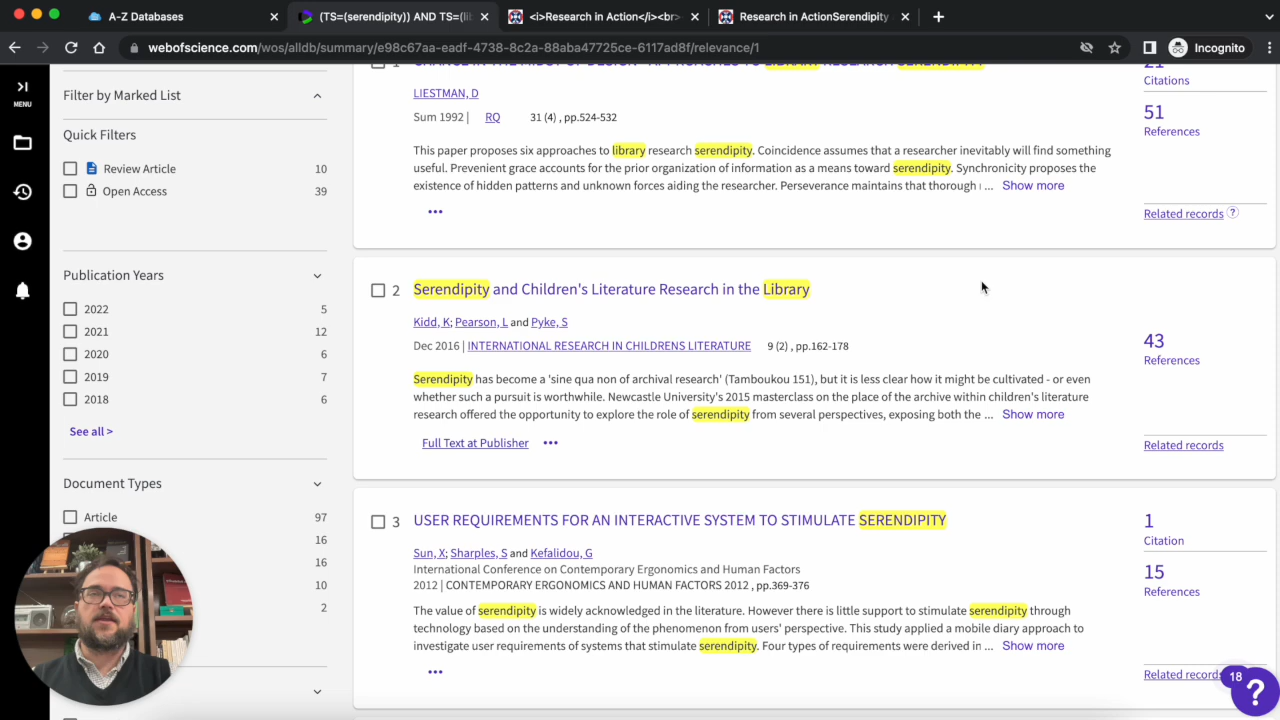 A-Z Databases
(TS=(serendipity)) AND TS=(lib
<i>Research in Action</i><br>
Research in ActionSerendipity
webofscience.com/wos/alldb/summary/e98c67aa-eadf-4738-8c2a-88aba47725ce-6117ad8f/relevance/1
Incognito
MENU
Filter by Marked List
Quick Filters
Review Article 10
Open Access 39
Publication Years
2022 5
2021 12
2020 6
2019 7
2018 6
See all >
Document Types
Article 97
16
16
10
2
1 CHANCE IN THE MIDST OF DESIGN - APPROACHES TO LIBRARY RESEARCH SERENDIPITY
LIESTMAN, D
Sum 1992 | RQ 31 (4) , pp.524-532
This paper proposes six approaches to library research serendipity. Coincidence assumes that a researcher inevitably will find something
useful. Prevenient grace accounts for the prior organization of information as a means toward serendipity. Synchronicity proposes the
existence of hidden patterns and unknown forces aiding the researcher. Perseverance maintains that thorough ... Show more
21
Citations
51
References
Related records ?
2 Serendipity and Children's Literature Research in the Library
Kidd, K; Pearson, L and Pyke, S
Dec 2016 | INTERNATIONAL RESEARCH IN CHILDRENS LITERATURE 9 (2) , pp.162-178
Serendipity has become a 'sine qua non of archival research' (Tamboukou 151), but it is less clear how it might be cultivated - or even
whether such a pursuit is worthwhile. Newcastle University's 2015 masterclass on the place of the archive within children's literature
research offered the opportunity to explore the role of serendipity from several perspectives, exposing both the ... Show more
Full Text at Publisher
43
References
Related records
3 USER REQUIREMENTS FOR AN INTERACTIVE SYSTEM TO STIMULATE SERENDIPITY
Sun, X; Sharples, S and Kefalidou, G
International Conference on Contemporary Ergonomics and Human Factors
2012 | CONTEMPORARY ERGONOMICS AND HUMAN FACTORS 2012 , pp.369-376
The value of serendipity is widely acknowledged in the literature. However there is little support to stimulate serendipity through
technology based on the understanding of the phenomenon from users' perspective. This study applied a mobile diary approach to
investigate user requirements of systems that stimulate serendipity. Four types of requirements were derived in ... Show more
1
Citation
15
References
Related records
18
?